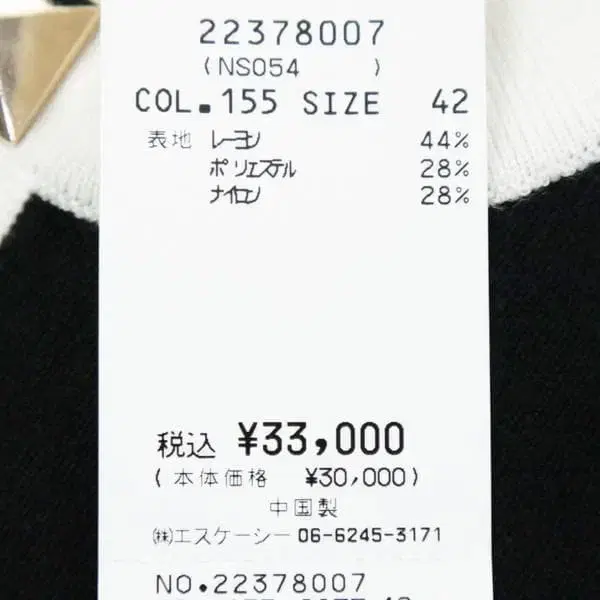 22378007
(NS054 )
COL.155 SIZE 42
表地 レーヨン 44%
ポリエステル 28%
ナイロン 28%
税込 ¥33,000
(本体価格 ¥30,000)
中国製
㈱エスケーシー 06-6245-3171
NO.22378007